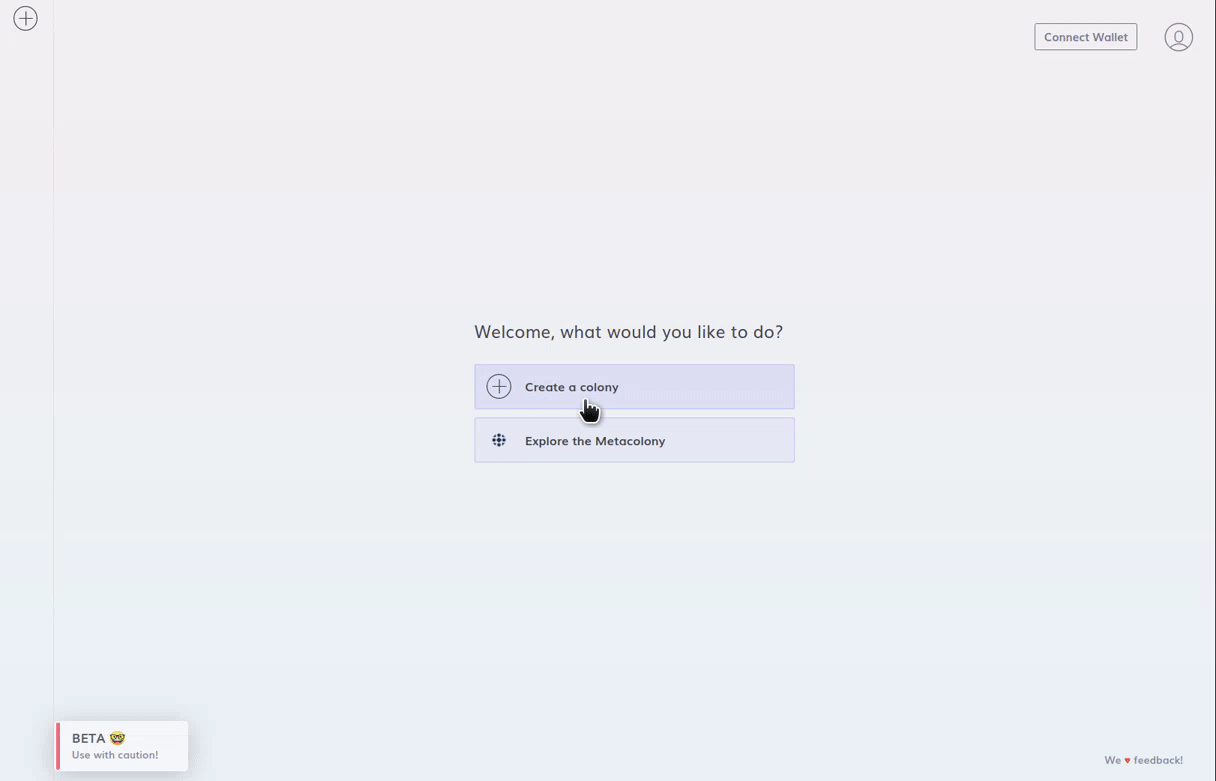 Connect Wallet
Welcome, what would you like to do?
Create a colony
Explore the Metacolony
BETA 🤓
Use with caution!
We ♥ feedback!